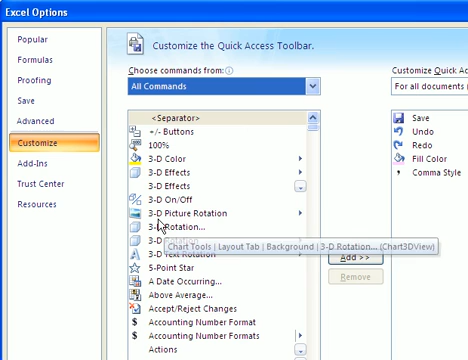 Excel Options
Popular
Formulas
Proofing
Save
Advanced
Customize
Add-Ins
Trust Center
Resources
Customize the Quick Access Toolbar.
Choose commands from:
All Commands
<Separator>
+/- Buttons
100%
3-D Color
3-D Effects
3-D Effects
3-D On/Off
3-D Picture Rotation
3-D Rotation...
Chart Tools | Layout Tab | Background | 3-D Rotation... (Chart3DView)
3-D Text Rotation
5-Point Star
A Date Occurring...
Above Average...
Accept/Reject Changes
Accounting Number Format
Accounting Number Formats
Actions
Add >>
Remove
Customize Quick Ac
For all documents (
Save
Undo
Redo
Fill Color
Comma Style